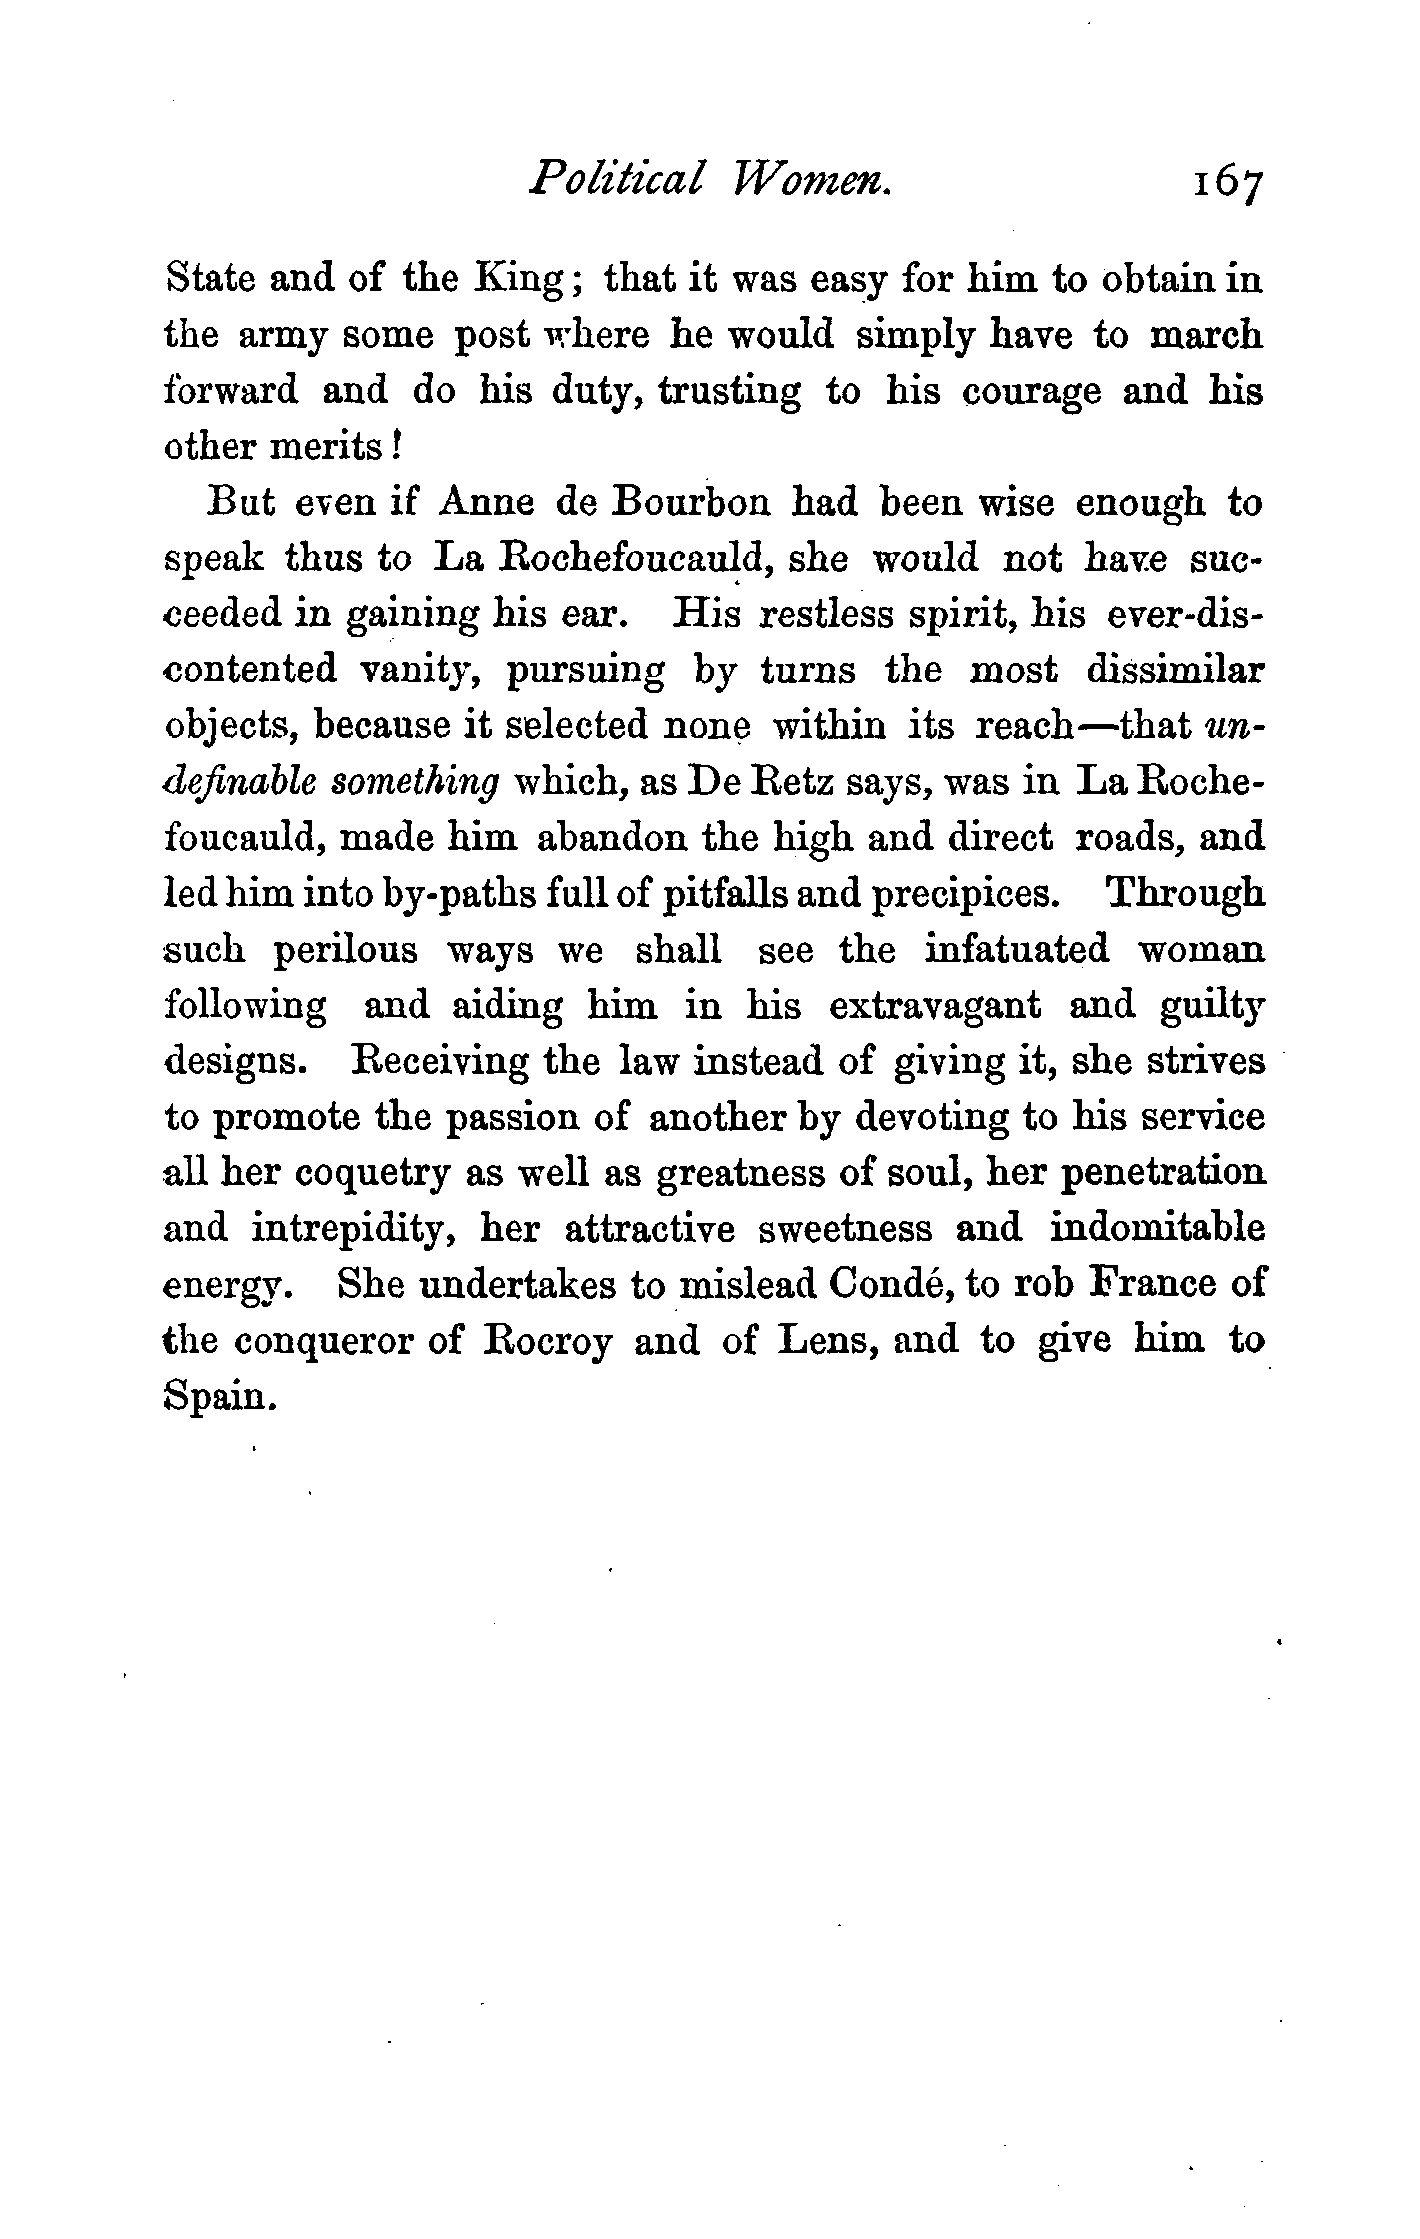 Political Women. 167
State and of the King; that it was easy for him to obtain in
the army some post where he would simply have to march
forward and do his duty, trusting to his courage and his
other merits!
But even if Anne de Bourbon had been wise enough to
speak thus to La Rochefoucauld, she would not have suc-
ceeded in gaining his ear. His restless spirit, his ever-dis-
contented vanity, pursuing by turns the most dissimilar
objects, because it selected none within its reach—that un-
definable something which, as De Retz says, was in La Roche-
foucauld, made him abandon the high and direct roads, and
led him into by-paths full of pitfalls and precipices. Through
such perilous ways we shall see the infatuated woman
following and aiding him in his extravagant and guilty
designs. Receiving the law instead of giving it, she strives
to promote the passion of another by devoting to his service
all her coquetry as well as greatness of soul, her penetration
and intrepidity, her attractive sweetness and indomitable
energy. She undertakes to mislead Condé, to rob France of
the conqueror of Rocroy and of Lens, and to give him to
Spain.